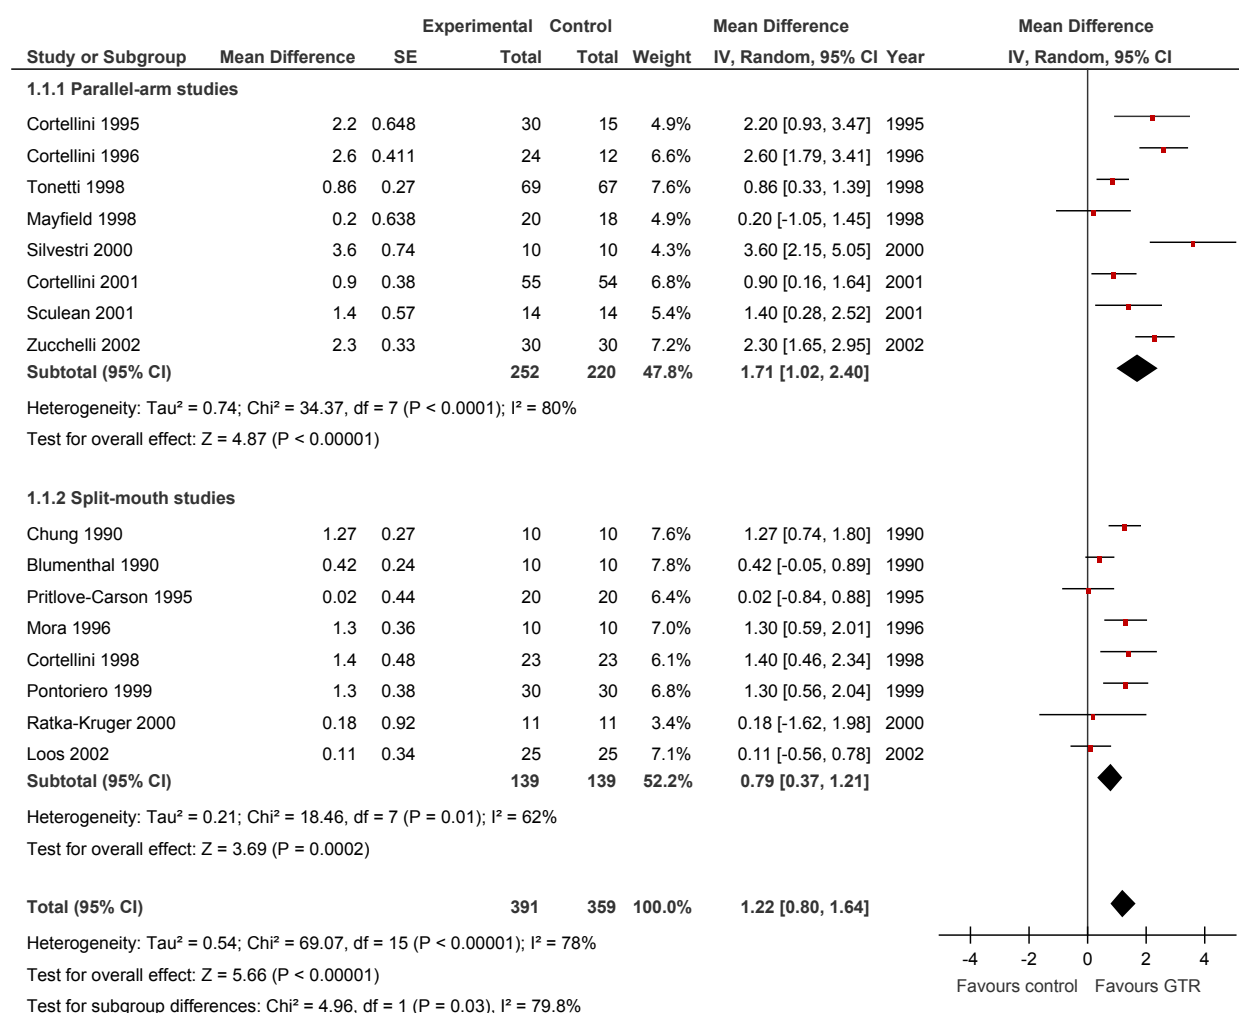 Experimental Control Mean Difference Mean Difference
Study or Subgroup Mean Difference SE Total Total Weight IV, Random, 95% CI Year IV, Random, 95% CI
1.1.1 Parallel-arm studies
Cortellini 1995 2.2 0.648 30 15 4.9% 2.20 [0.93, 3.47] 1995
Cortellini 1996 2.6 0.411 24 12 6.6% 2.60 [1.79, 3.41] 1996
Tonetti 1998 0.86 0.27 69 67 7.6% 0.86 [0.33, 1.39] 1998
Mayfield 1998 0.2 0.638 20 18 4.9% 0.20 [-1.05, 1.45] 1998
Silvestri 2000 3.6 0.74 10 10 4.3% 3.60 [2.15, 5.05] 2000
Cortellini 2001 0.9 0.38 55 54 6.8% 0.90 [0.16, 1.64] 2001
Sculean 2001 1.4 0.57 14 14 5.4% 1.40 [0.28, 2.52] 2001
Zucchelli 2002 2.3 0.33 30 30 7.2% 2.30 [1.65, 2.95] 2002
Subtotal (95% CI) 252 220 47.8% 1.71 [1.02, 2.40]
Heterogeneity: Tau² = 0.74; Chi² = 34.37, df = 7 (P < 0.0001); I² = 80%
Test for overall effect: Z = 4.87 (P < 0.00001)
1.1.2 Split-mouth studies
Chung 1990 1.27 0.27 10 10 7.6% 1.27 [0.74, 1.80] 1990
Blumenthal 1990 0.42 0.24 10 10 7.8% 0.42 [-0.05, 0.89] 1990
Pritlove-Carson 1995 0.02 0.44 20 20 6.4% 0.02 [-0.84, 0.88] 1995
Mora 1996 1.3 0.36 10 10 7.0% 1.30 [0.59, 2.01] 1996
Cortellini 1998 1.4 0.48 23 23 6.1% 1.40 [0.46, 2.34] 1998
Pontoriero 1999 1.3 0.38 30 30 6.8% 1.30 [0.56, 2.04] 1999
Ratka-Kruger 2000 0.18 0.92 11 11 3.4% 0.18 [-1.62, 1.98] 2000
Loos 2002 0.11 0.34 25 25 7.1% 0.11 [-0.56, 0.78] 2002
Subtotal (95% CI) 139 139 52.2% 0.79 [0.37, 1.21]
Heterogeneity: Tau² = 0.21; Chi² = 18.46, df = 7 (P = 0.01); I² = 62%
Test for overall effect: Z = 3.69 (P = 0.0002)
Total (95% CI) 391 359 100.0% 1.22 [0.80, 1.64]
Heterogeneity: Tau² = 0.54; Chi² = 69.07, df = 15 (P < 0.00001); I² = 78%
Test for overall effect: Z = 5.66 (P < 0.00001)
Test for subgroup differences: Chi² = 4.96, df = 1 (P = 0.03), I² = 79.8%
-4 -2 0 2 4
Favours control Favours GTR